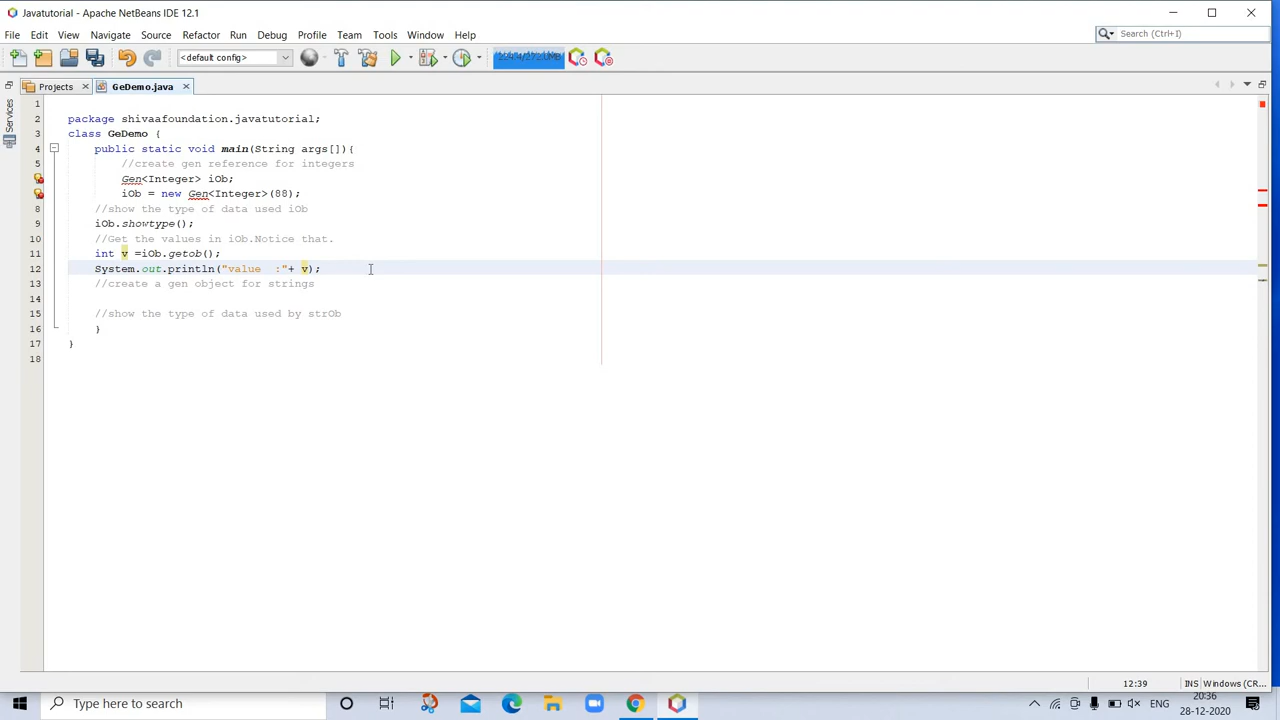 Javatutorial - Apache NetBeans IDE 12.1
File Edit View Navigate Source Refactor Run Debug Profile Team Tools Window Help
Search (Ctrl+I)
<default config>
Projects GeDemo.java
Services
1
2 package shivaafoundation.javatutorial;
3 class GeDemo {
4 public static void main(String args[]){
5 //create gen reference for integers
Gen<Integer> iOb;
iOb = new Gen<Integer>(88);
8 //show the type of data used iOb
9 iOb.showtype();
10 //Get the values in iOb.Notice that.
11 int v =iOb.getob();
12 System.out.println("value  :"+ v);
13 //create a gen object for strings
14
15 //show the type of data used by strOb
16 }
17 }
18
12:39 INS Windows (CR...
Type here to search
ENG
20:36
28-12-2020